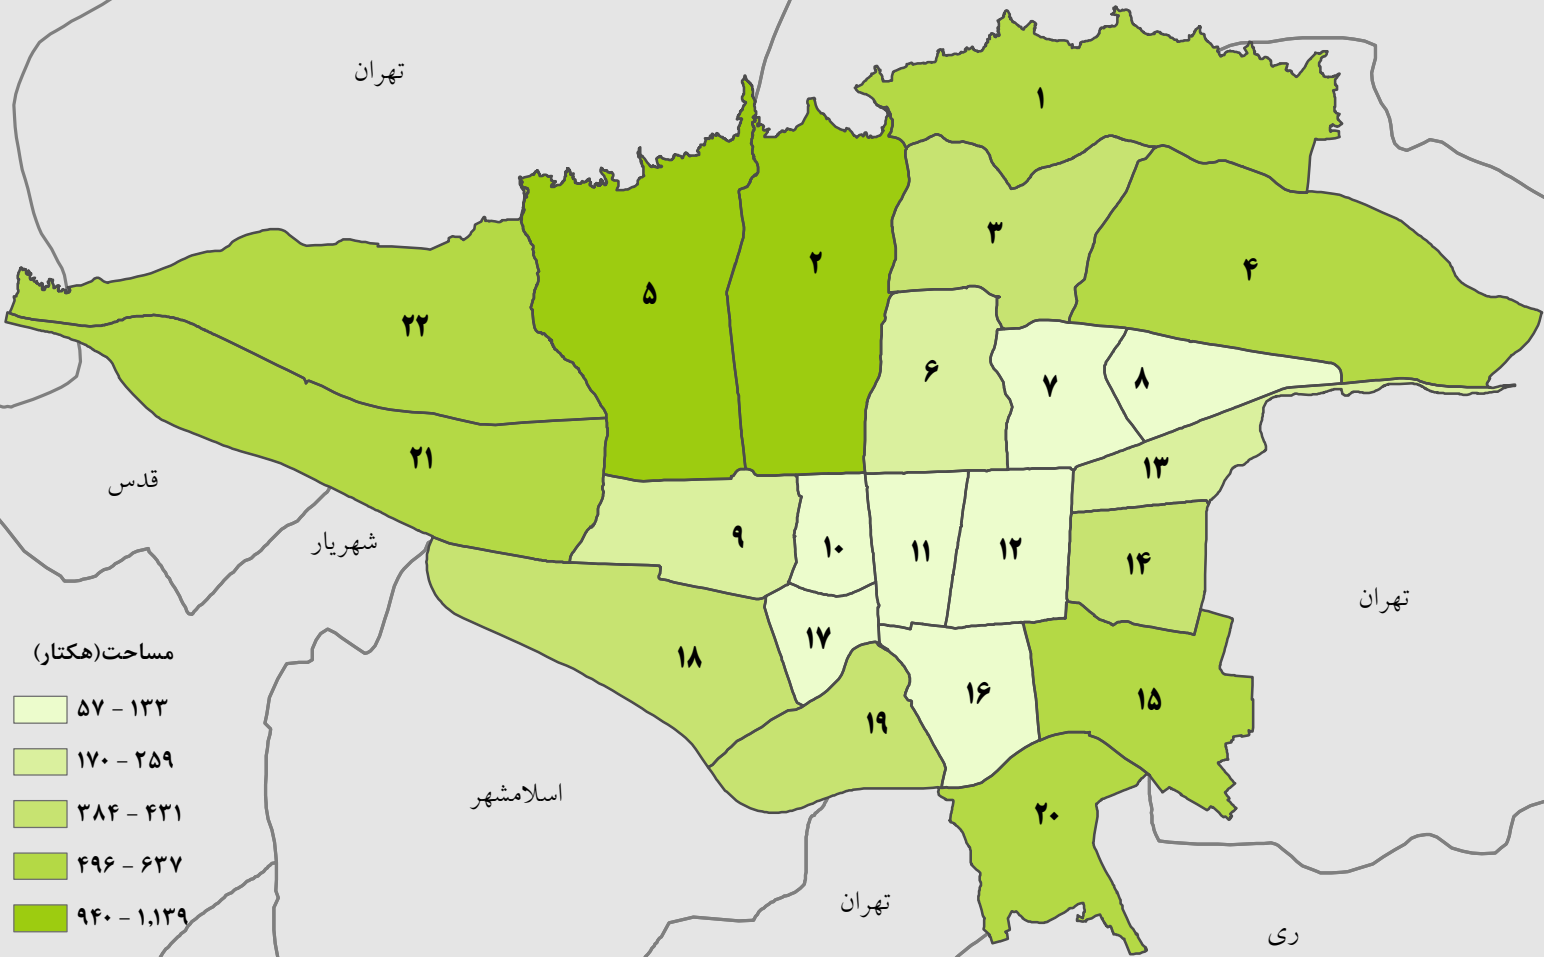 تهران
۱
۲
۳
۴
۵
۲۲
۶
۷
۸
۲۱
۱۳
قدس
۹
۱۰
۱۱
۱۲
۱۴
شهریار
تهران
۱۷
۱۸
۱۶
۱۵
۱۹
۲۰
اسلامشهر
تهران
ری
مساحت(هکتار)
۵۷ - ۱۳۳
۱۷۰ - ۲۵۹
۳۸۴ - ۴۳۱
۴۹۶ - ۶۳۷
۹۴۰ - ۱,۱۳۹